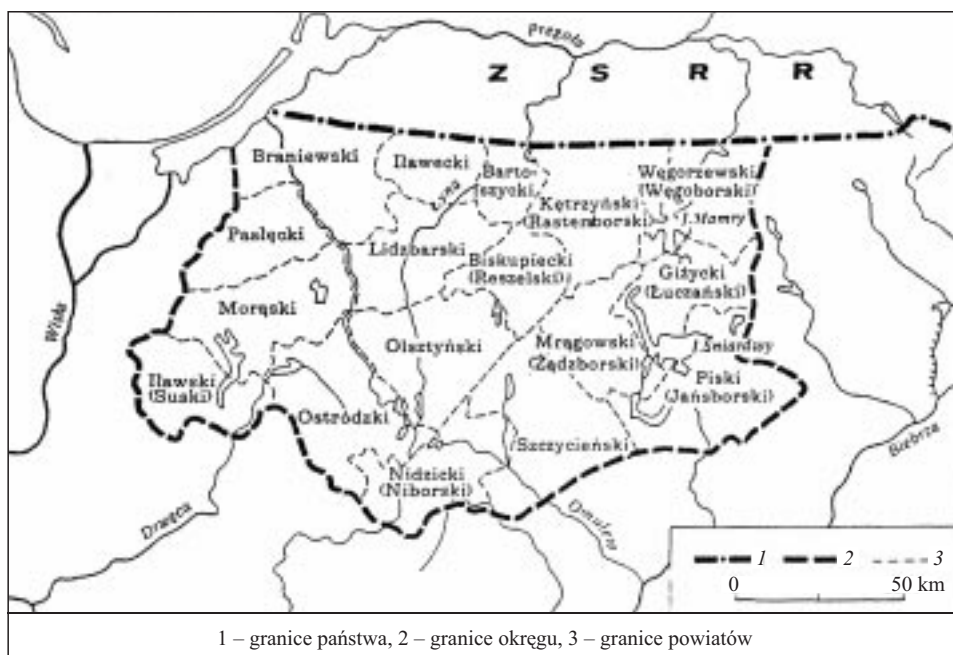 Pregoła
Z S R R
Braniewski
Iławecki
Barto-
szycki
Węgorzewski
(Węgoborski)
Łyna
Kętrzyński
(Rastenborski)
J. Mamry
Pasłęcki
Lidzbarski
Biskupiecki
(Reszelski)
Giżycki
(Łuczański)
Morąski
Wisła
Olsztyński
Mrągowski
(Ządzborski)
J. Śniardwy
Iławski
(Suski)
Piski
(Jańsborski)
Ostródzki
Szczycieński
Biebrza
Nidzicki
(Niborski)
Drwęca
Omulew
1 2 3
0 50 km
1 – granice państwa, 2 – granice okręgu, 3 – granice powiatów